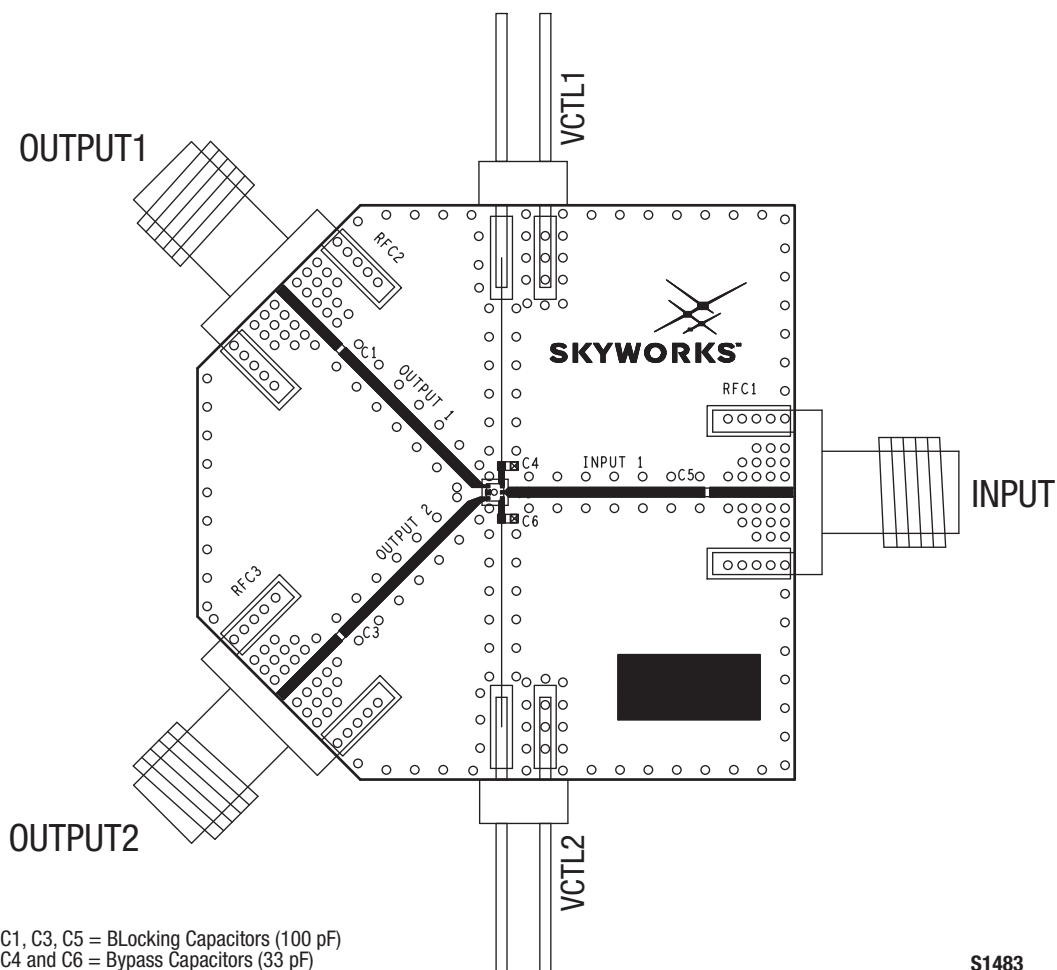 VCTL1
OUTPUT1
RFC2
C1
OUTPUT 1
SKYWORKS™
RFC1
C4
INPUT 1
C5
INPUT
C6
OUTPUT 2
RFC3
C3
OUTPUT2
VCTL2
C1, C3, C5 = BLocking Capacitors (100 pF)
C4 and C6 = Bypass Capacitors (33 pF)
S1483